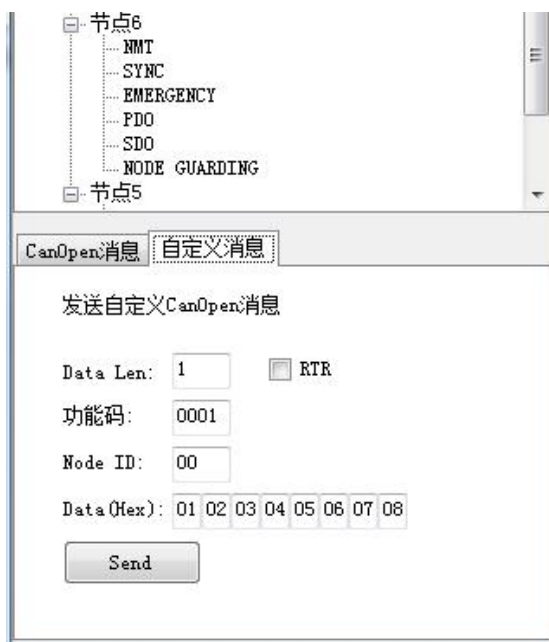 节点6
NMT
SYNC
EMERGENCY
PDO
SDO
NODE GUARDING
节点5
CanOpen消息 自定义消息
发送自定义CanOpen消息
Data Len: 1 RTR
功能码: 0001
Node ID: 00
Data(Hex): 01 02 03 04 05 06 07 08
Send